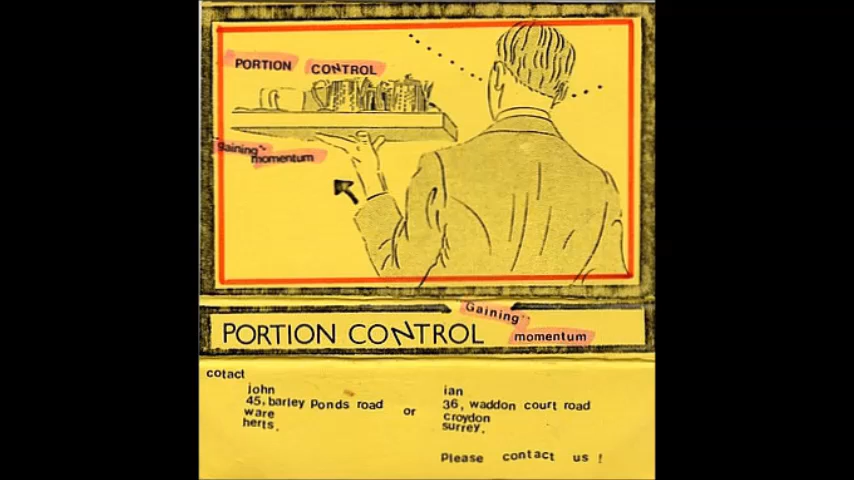 PORTION CONTROL
"gaining"
momentum
PORTION CONTROL
Gaining"
momentum
cotact
john
45, barley Ponds road
ware
herts.
or
ian
36, waddon court road
croydon
surrey.
Please contact us !